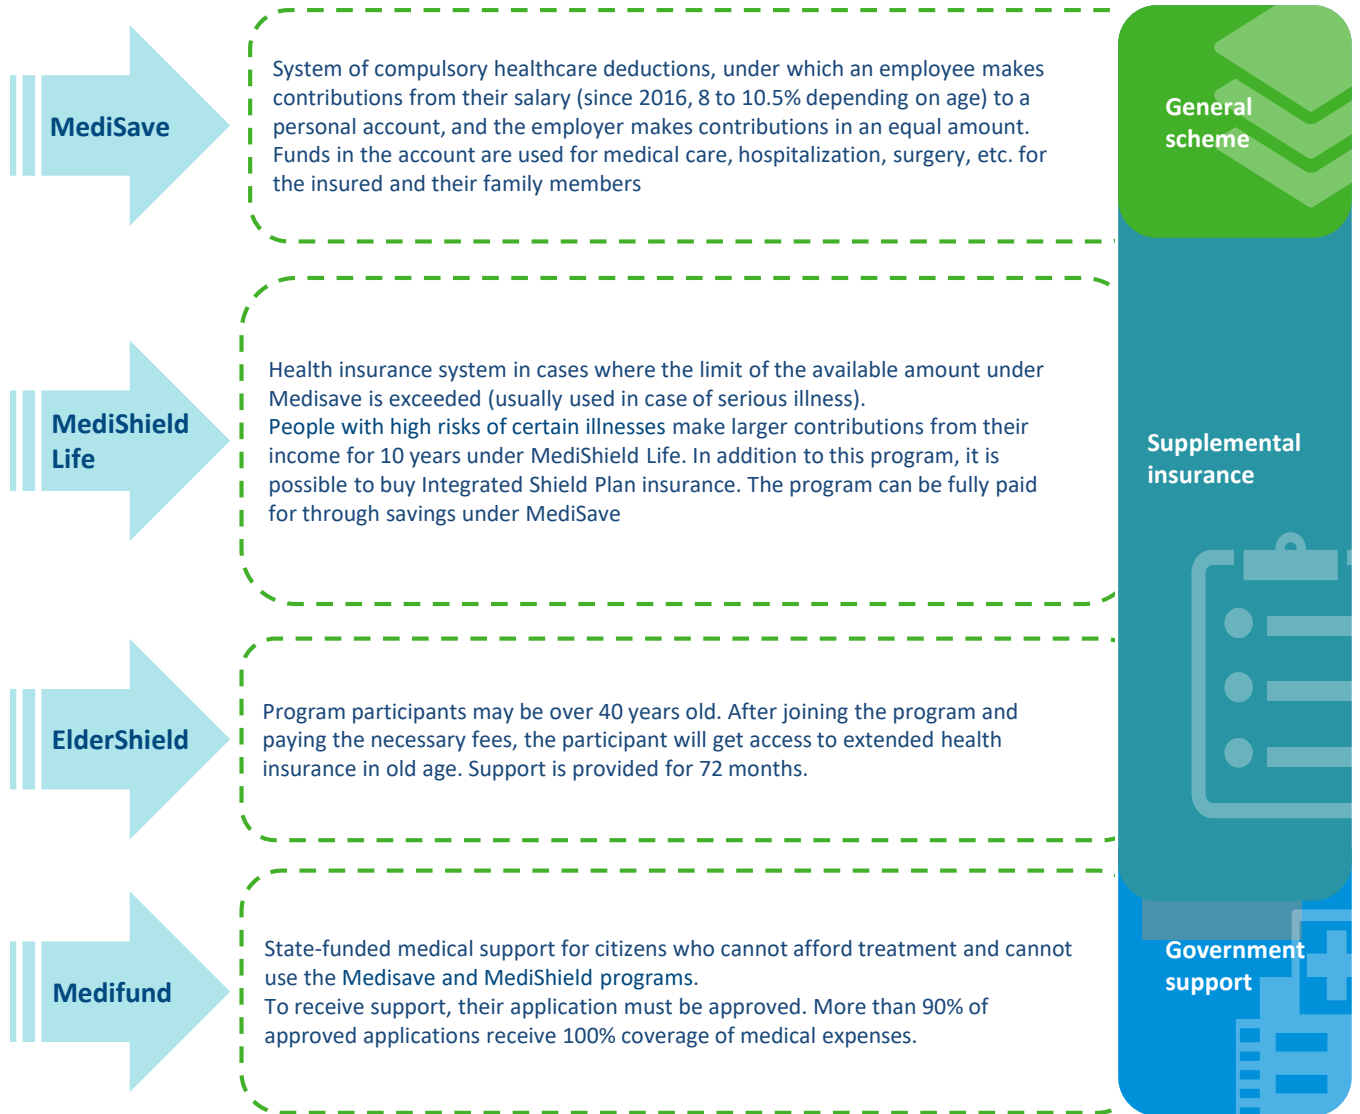 MediSave
System of compulsory healthcare deductions, under which an employee makes
contributions from their salary (since 2016, 8 to 10.5% depending on age) to a
personal account, and the employer makes contributions in an equal amount.
Funds in the account are used for medical care, hospitalization, surgery, etc. for
the insured and their family members
General
scheme
MediShield
Life
Health insurance system in cases where the limit of the available amount under
Medisave is exceeded (usually used in case of serious illness).
People with high risks of certain illnesses make larger contributions from their
income for 10 years under MediShield Life. In addition to this program, it is
possible to buy Integrated Shield Plan insurance. The program can be fully paid
for through savings under MediSave
Supplemental
insurance
ElderShield
Program participants may be over 40 years old. After joining the program and
paying the necessary fees, the participant will get access to extended health
insurance in old age. Support is provided for 72 months.
Medifund
State-funded medical support for citizens who cannot afford treatment and cannot
use the Medisave and MediShield programs.
To receive support, their application must be approved. More than 90% of
approved applications receive 100% coverage of medical expenses.
Government
support